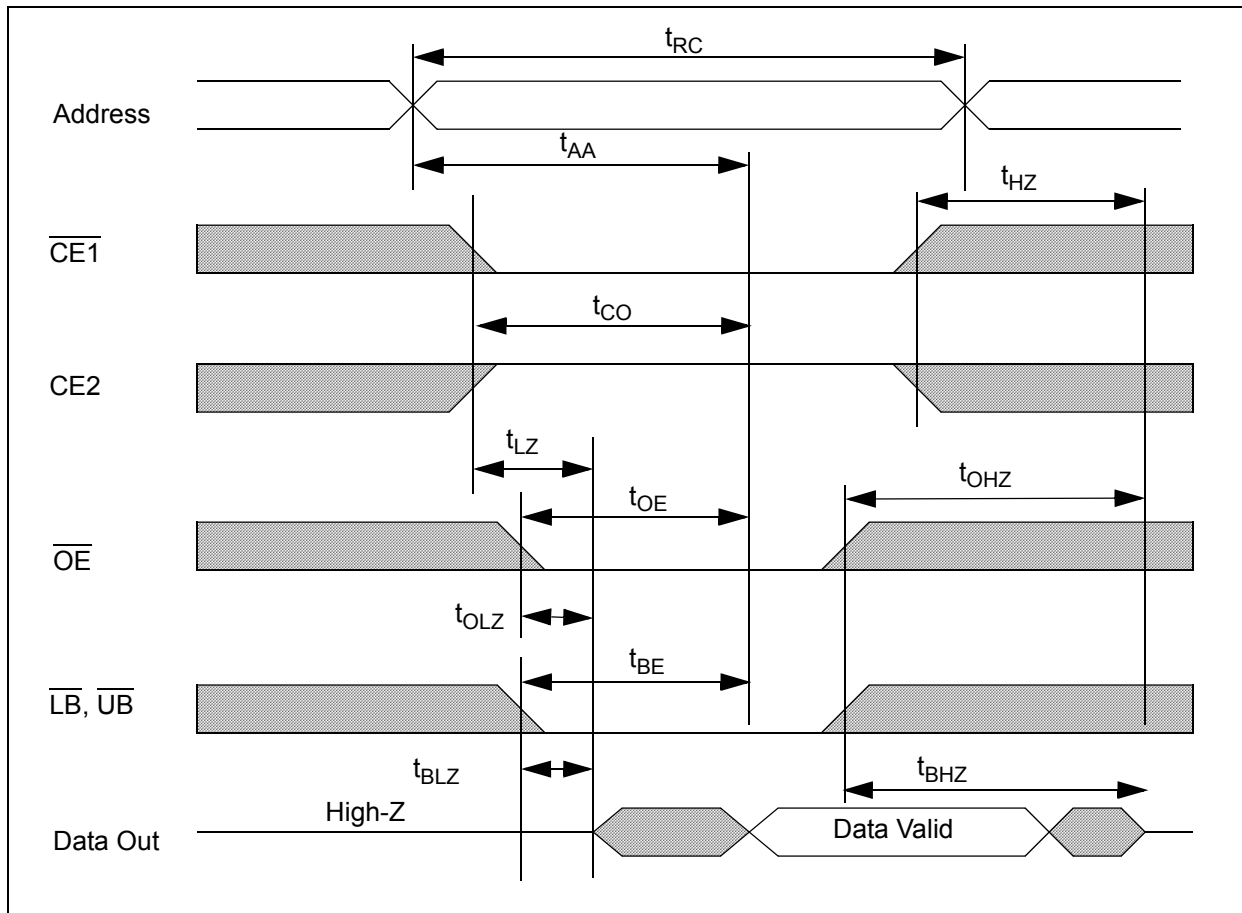 tRC
Address
tAA
tHZ
CE1
tCO
CE2
tLZ
tOHZ
tOE
OE
tOLZ
tBE
LB, UB
tBLZ
tBHZ
High-Z
Data Valid
Data Out